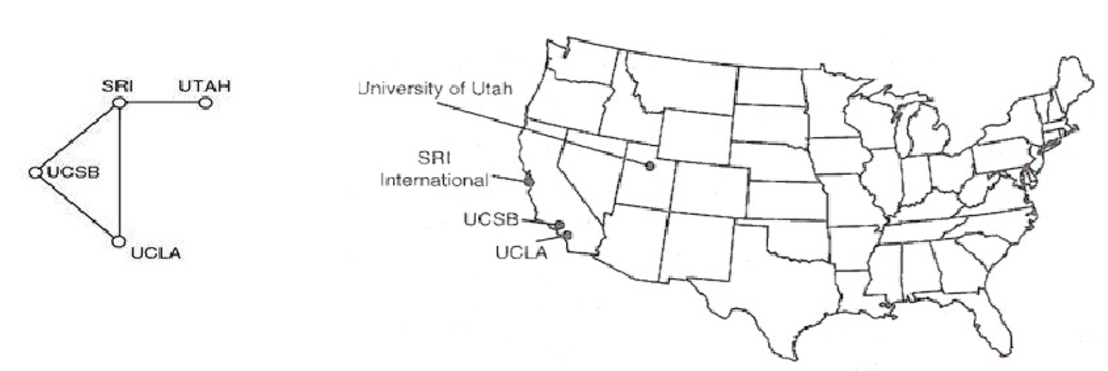 SRI
UTAH
UCSB
UCLA
University of Utah
SRI
International
UCSB
UCLA